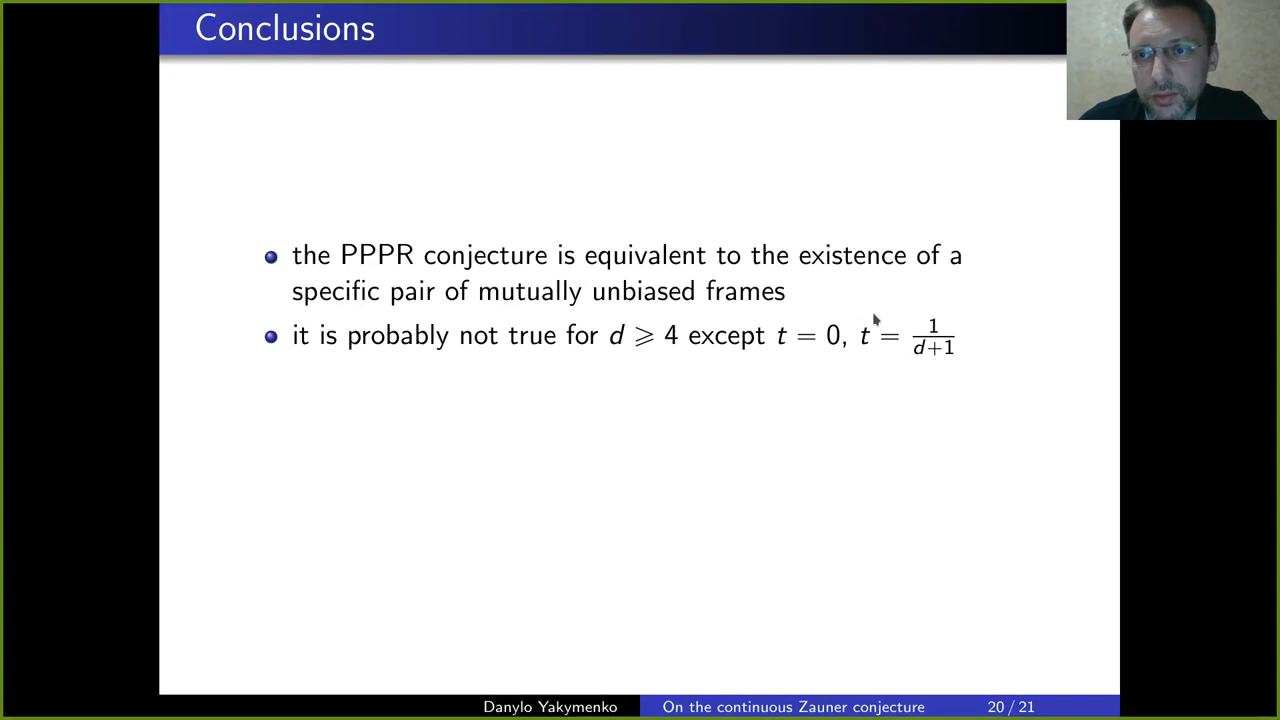 Conclusions
the PPPR conjecture is equivalent to the existence of a
specific pair of mutually unbiased frames
it is probably not true for d ⩾ 4 except t = 0, t = 1/(d+1)
Danylo Yakymenko On the continuous Zauner conjecture 20 / 21